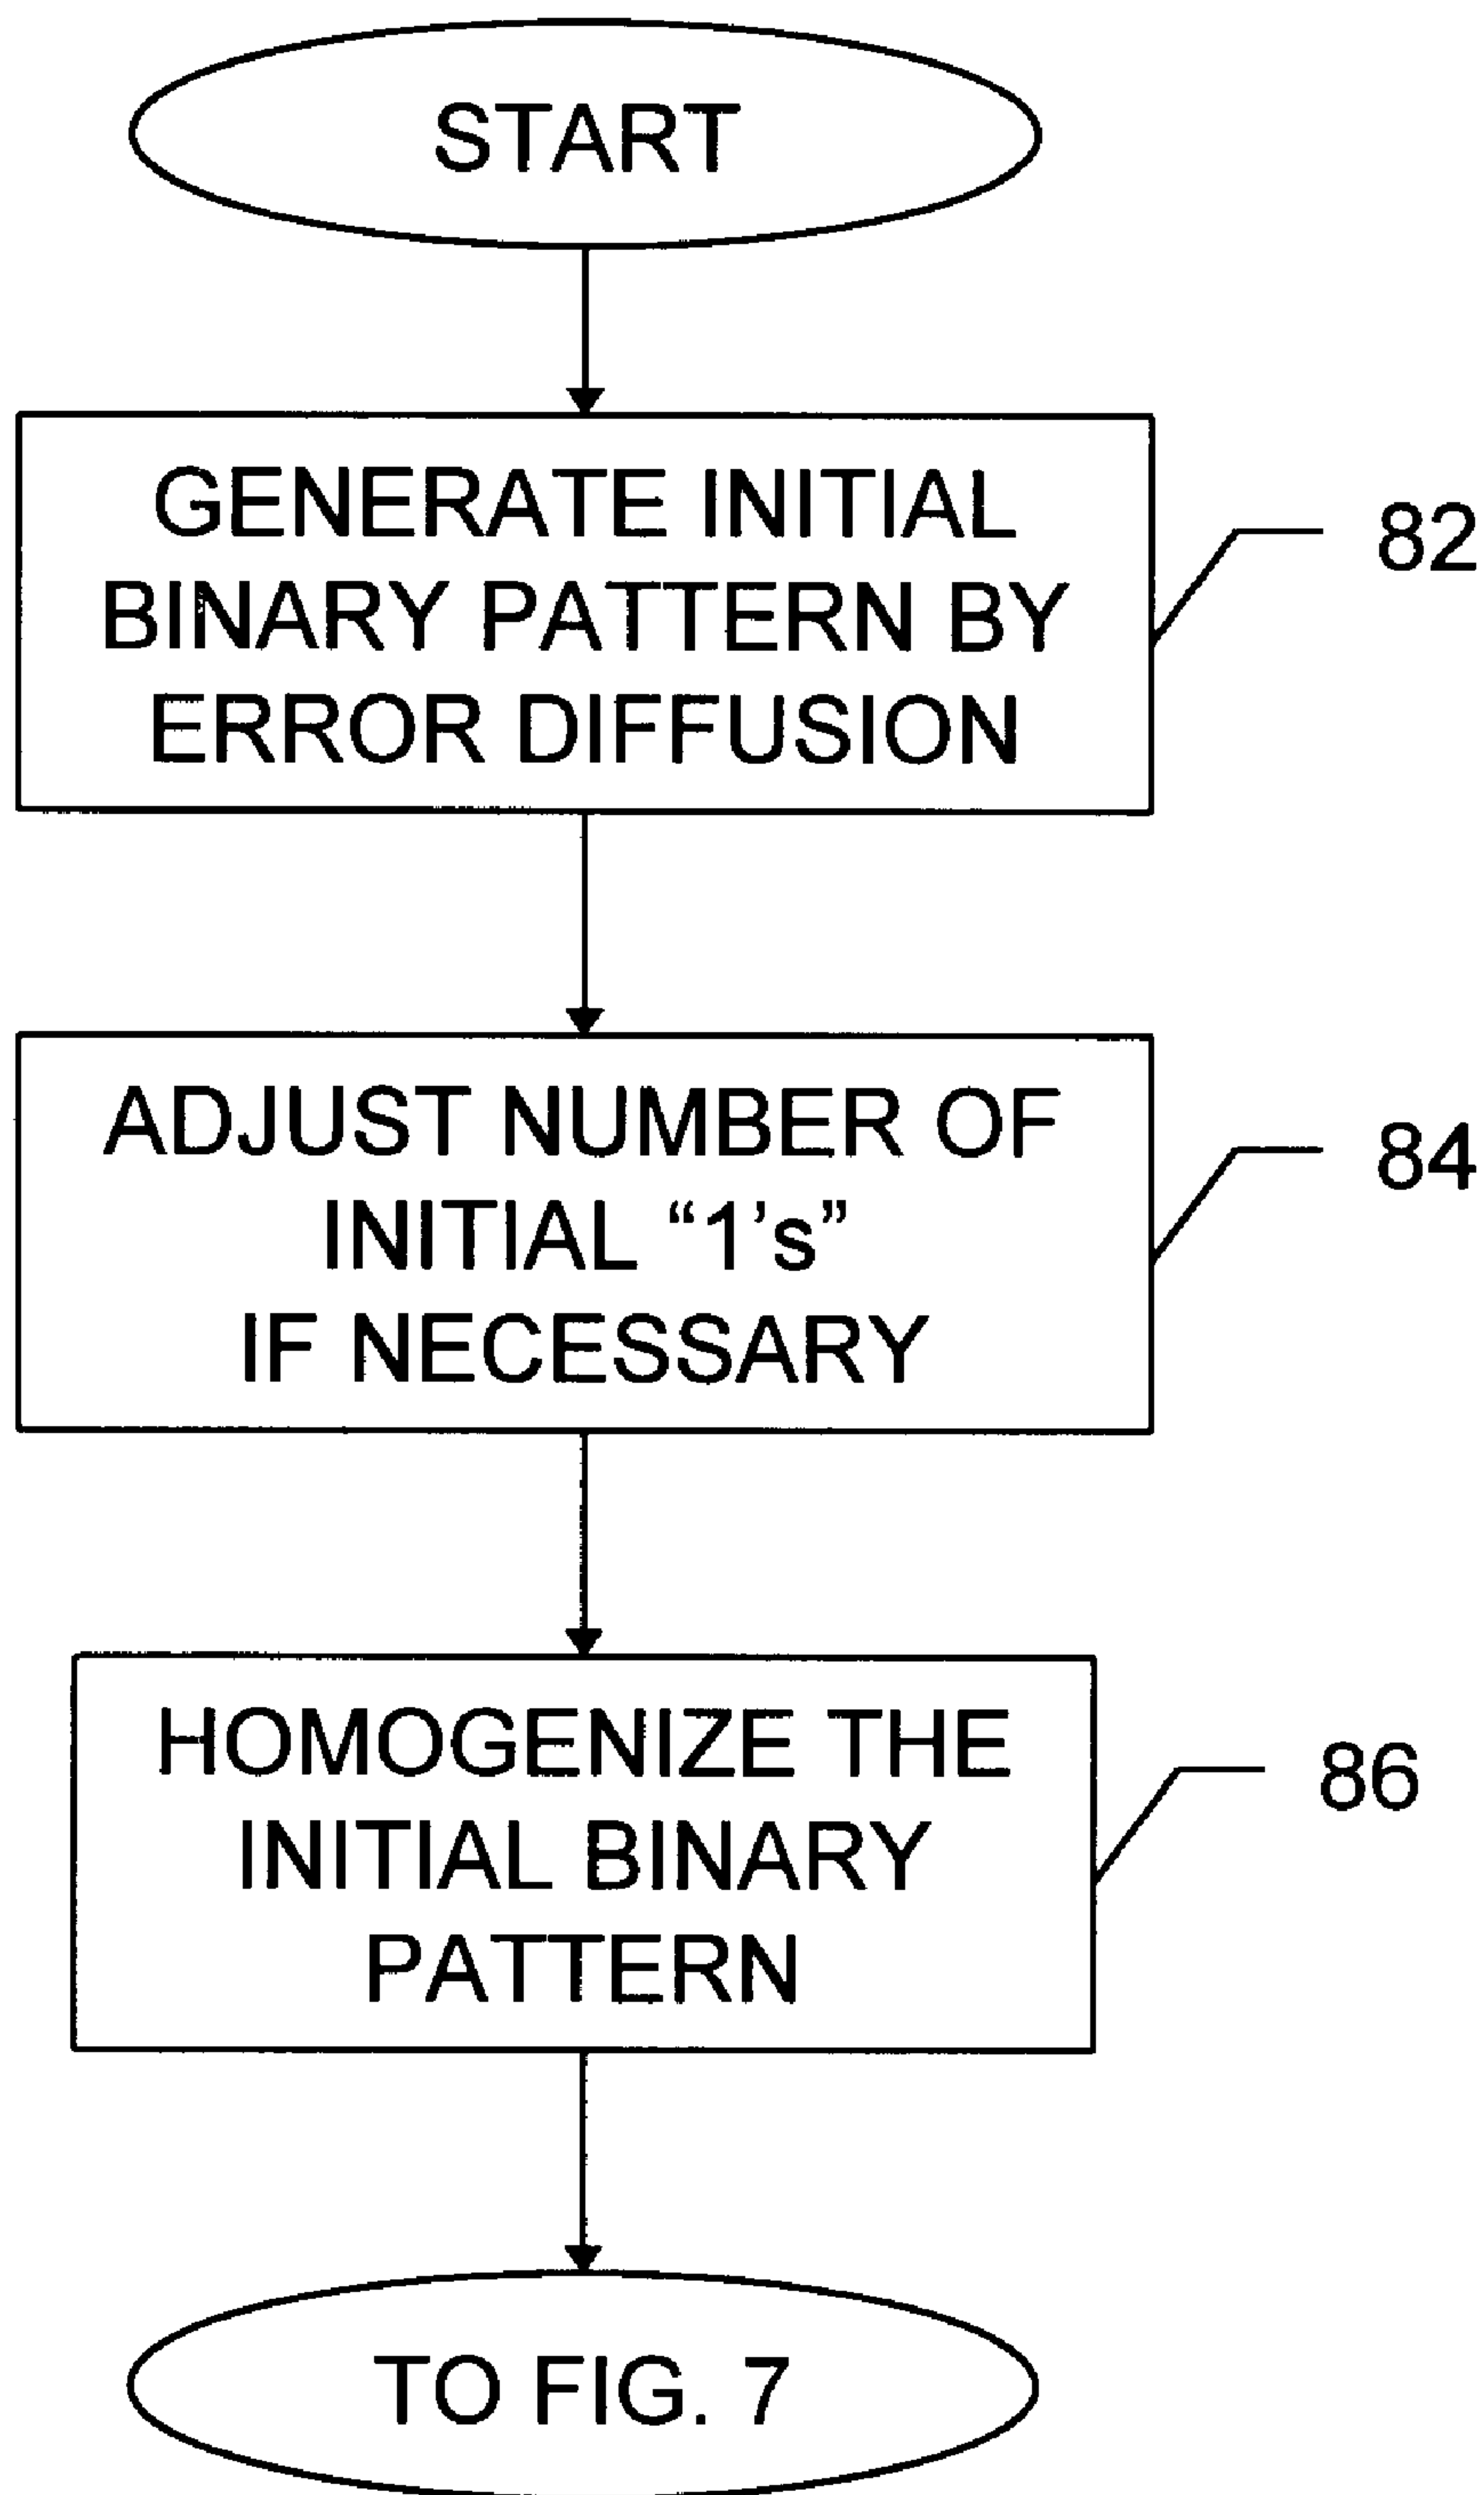 START
GENERATE INITIAL
BINARY PATTERN BY
ERROR DIFFUSION
82
ADJUST NUMBER OF
INITIAL “1’s”
IF NECESSARY
84
HOMOGENIZE THE
INITIAL BINARY
PATTERN
86
TO FIG. 7